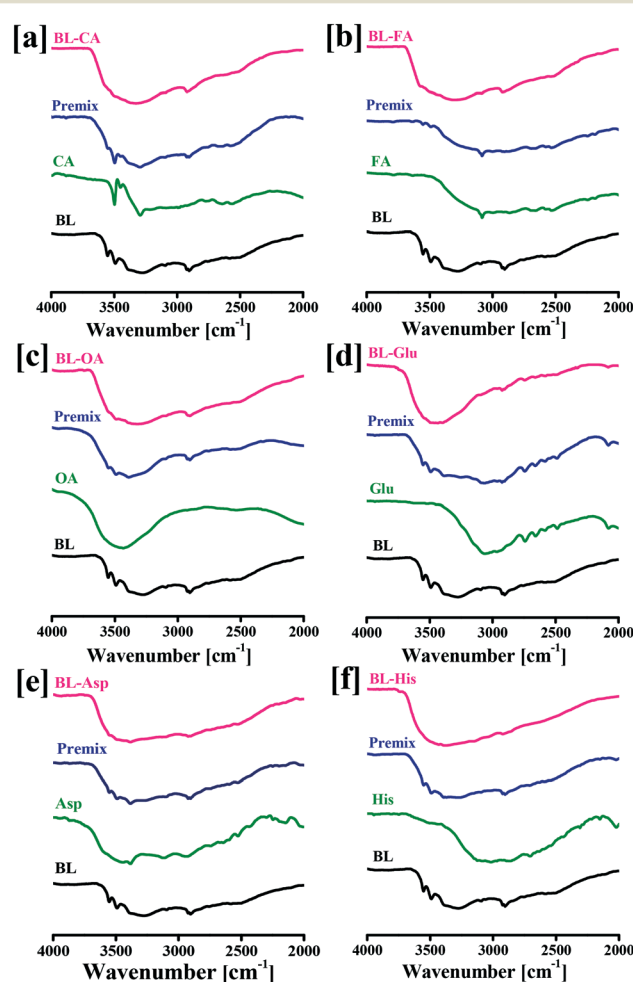 [a]
BL-CA
Premix
CA
BL
4000 3500 3000 2500 2000
Wavenumber [cm-1]
[b]
BL-FA
Premix
FA
BL
4000 3500 3000 2500 2000
Wavenumber [cm-1]
[c]
BL-OA
Premix
OA
BL
4000 3500 3000 2500 2000
Wavenumber [cm-1]
[d]
BL-Glu
Premix
Glu
BL
4000 3500 3000 2500 2000
Wavenumber [cm-1]
[e]
BL-Asp
Premix
Asp
BL
4000 3500 3000 2500 2000
Wavenumber [cm-1]
[f]
BL-His
Premix
His
BL
4000 3500 3000 2500 2000
Wavenumber [cm-1]